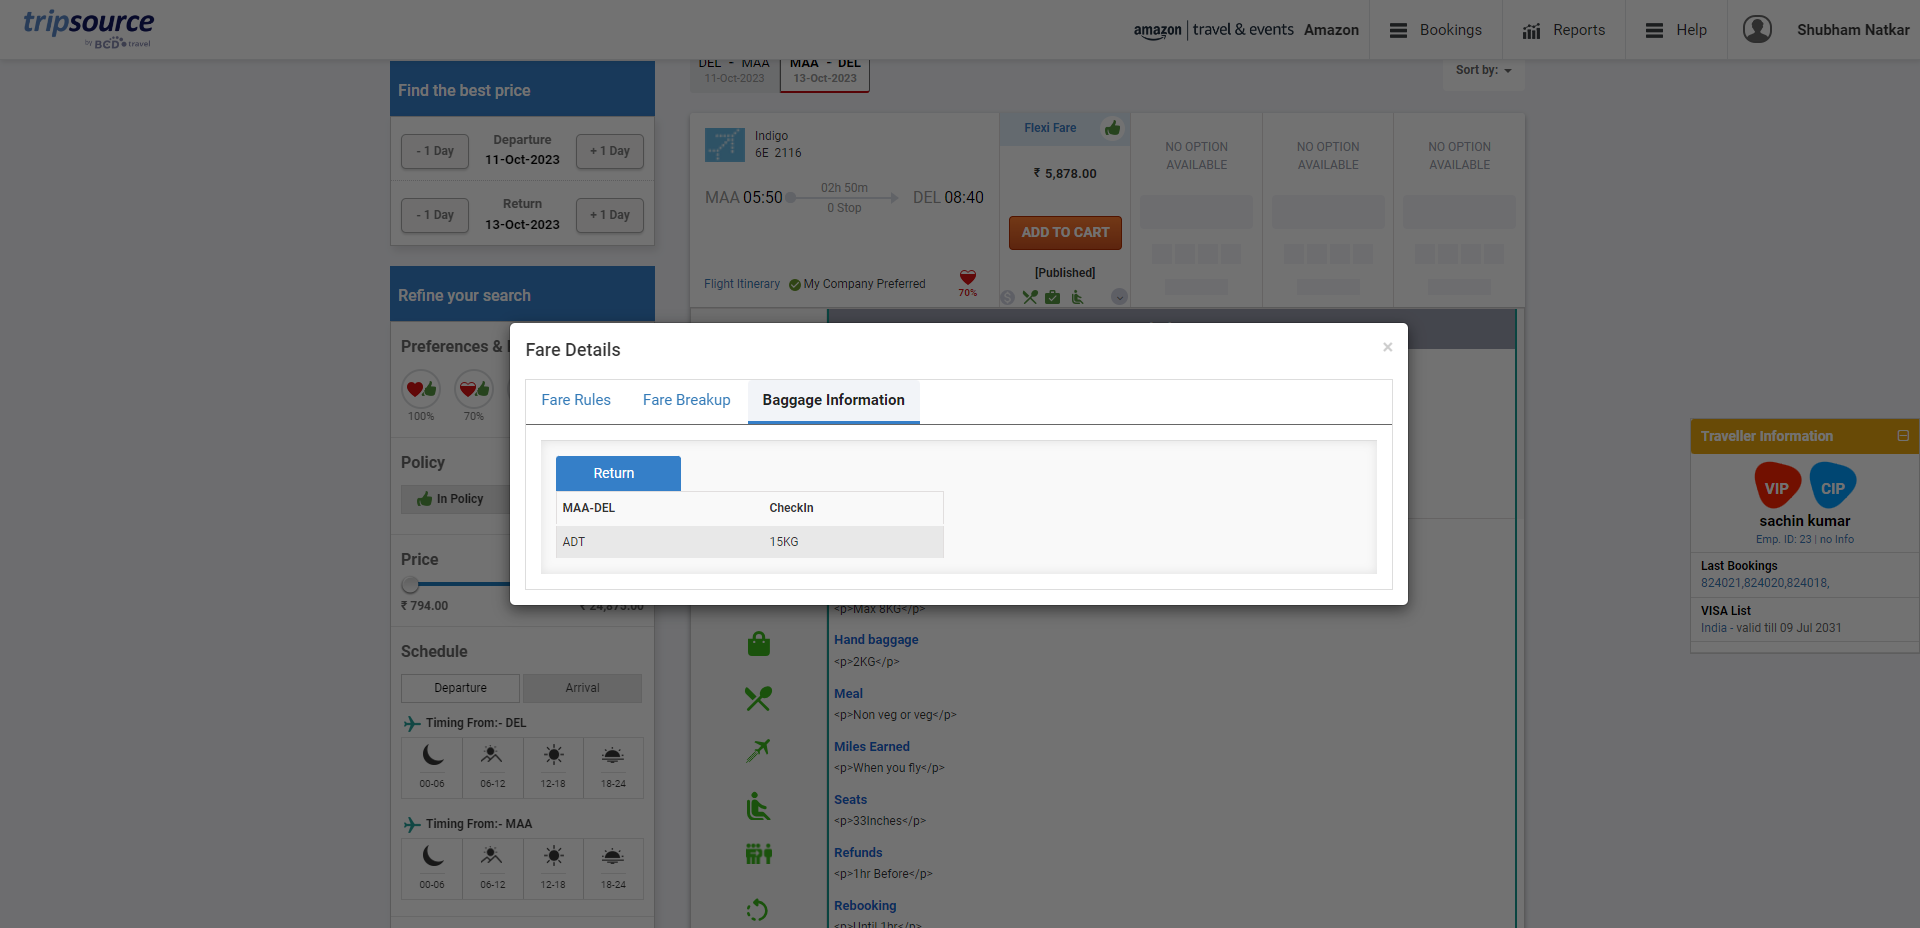 tripsource
by BCD travel
amazon | travel & events Amazon
Bookings
Reports
Help
Shubham Natkar
Find the best price
- 1 Day
Departure
11-Oct-2023
+ 1 Day
- 1 Day
Return
13-Oct-2023
+ 1 Day
Refine your search
Preferences &
100%
70%
Policy
In Policy
Price
₹ 794.00
₹ 24,875.00
Schedule
Departure
Arrival
Timing From:- DEL
00-06
06-12
12-18
18-24
Timing From:- MAA
00-06
06-12
12-18
18-24
DEL - MAA
11-Oct-2023
MAA - DEL
13-Oct-2023
Sort by:
Indigo
6E 2116
MAA 05:50
02h 50m
0 Stop
DEL 08:40
Flight Itinerary
My Company Preferred
70%
Flexi Fare
₹ 5,878.00
ADD TO CART
[Published]
NO OPTION
AVAILABLE
NO OPTION
AVAILABLE
NO OPTION
AVAILABLE
Fare Details
×
Fare Rules
Fare Breakup
Baggage Information
Return
MAA-DEL
CheckIn
ADT
15KG
<p>Max 8KG</p>
Hand baggage
<p>2KG</p>
Meal
<p>Non veg or veg</p>
Miles Earned
<p>When you fly</p>
Seats
<p>33Inches</p>
Refunds
<p>1hr Before</p>
Rebooking
<p>Until 1hr</p>
Traveller Information
VIP
CIP
sachin kumar
Emp. ID: 23 | no Info
Last Bookings
824021,824020,824018,
VISA List
India - valid till 09 Jul 2031